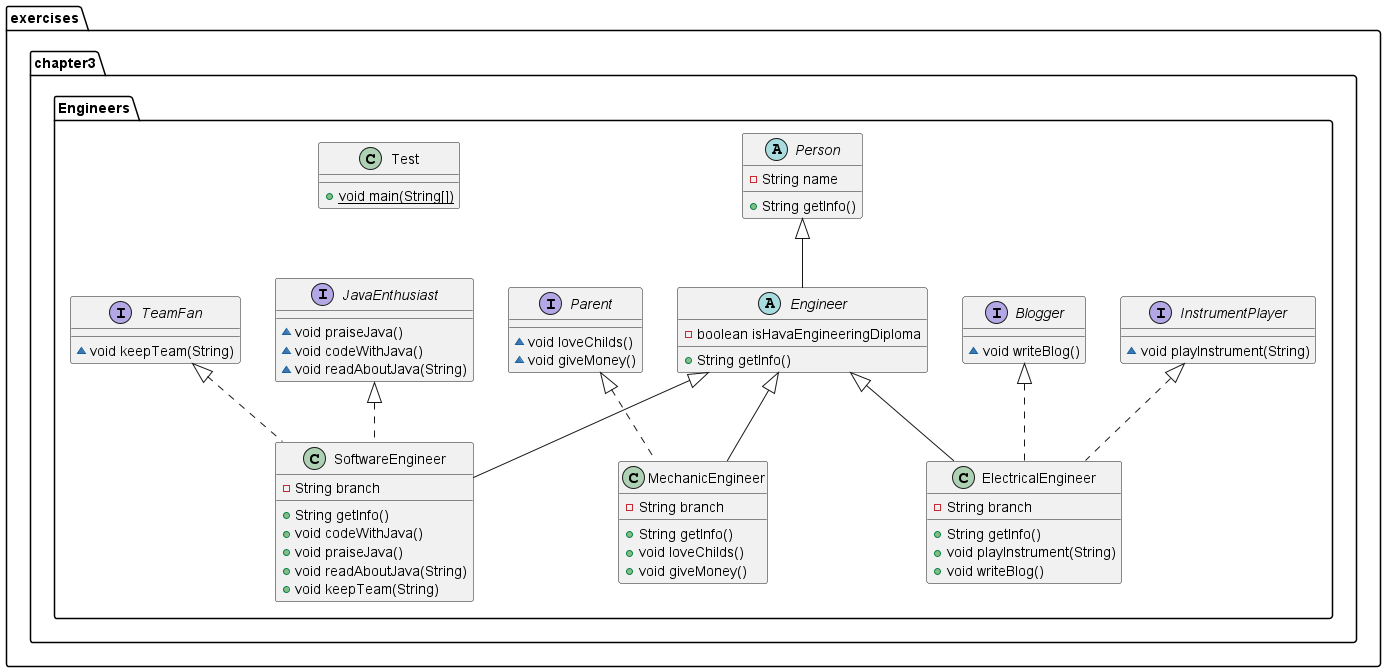 exercises
chapter3
Engineers
C Test
void main(String[])
A Person
String name
String getInfo()
I TeamFan
void keepTeam(String)
I JavaEnthusiast
void praiseJava()
void codeWithJava()
void readAboutJava(String)
I Parent
void loveChilds()
void giveMoney()
A Engineer
boolean isHavaEngineeringDiploma
String getInfo()
I Blogger
void writeBlog()
I InstrumentPlayer
void playInstrument(String)
C SoftwareEngineer
String branch
String getInfo()
void codeWithJava()
void praiseJava()
void readAboutJava(String)
void keepTeam(String)
C MechanicEngineer
String branch
String getInfo()
void loveChilds()
void giveMoney()
C ElectricalEngineer
String branch
String getInfo()
void playInstrument(String)
void writeBlog()